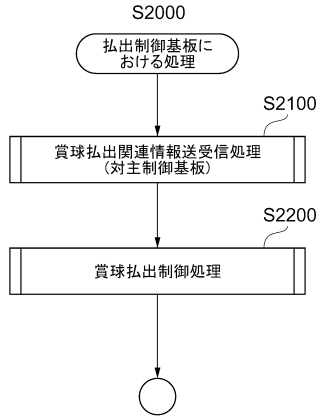 S2000
払出制御基板に
おける処理
S2100
賞球払出関連情報送受信処理
(対主制御基板)
S2200
賞球払出制御処理